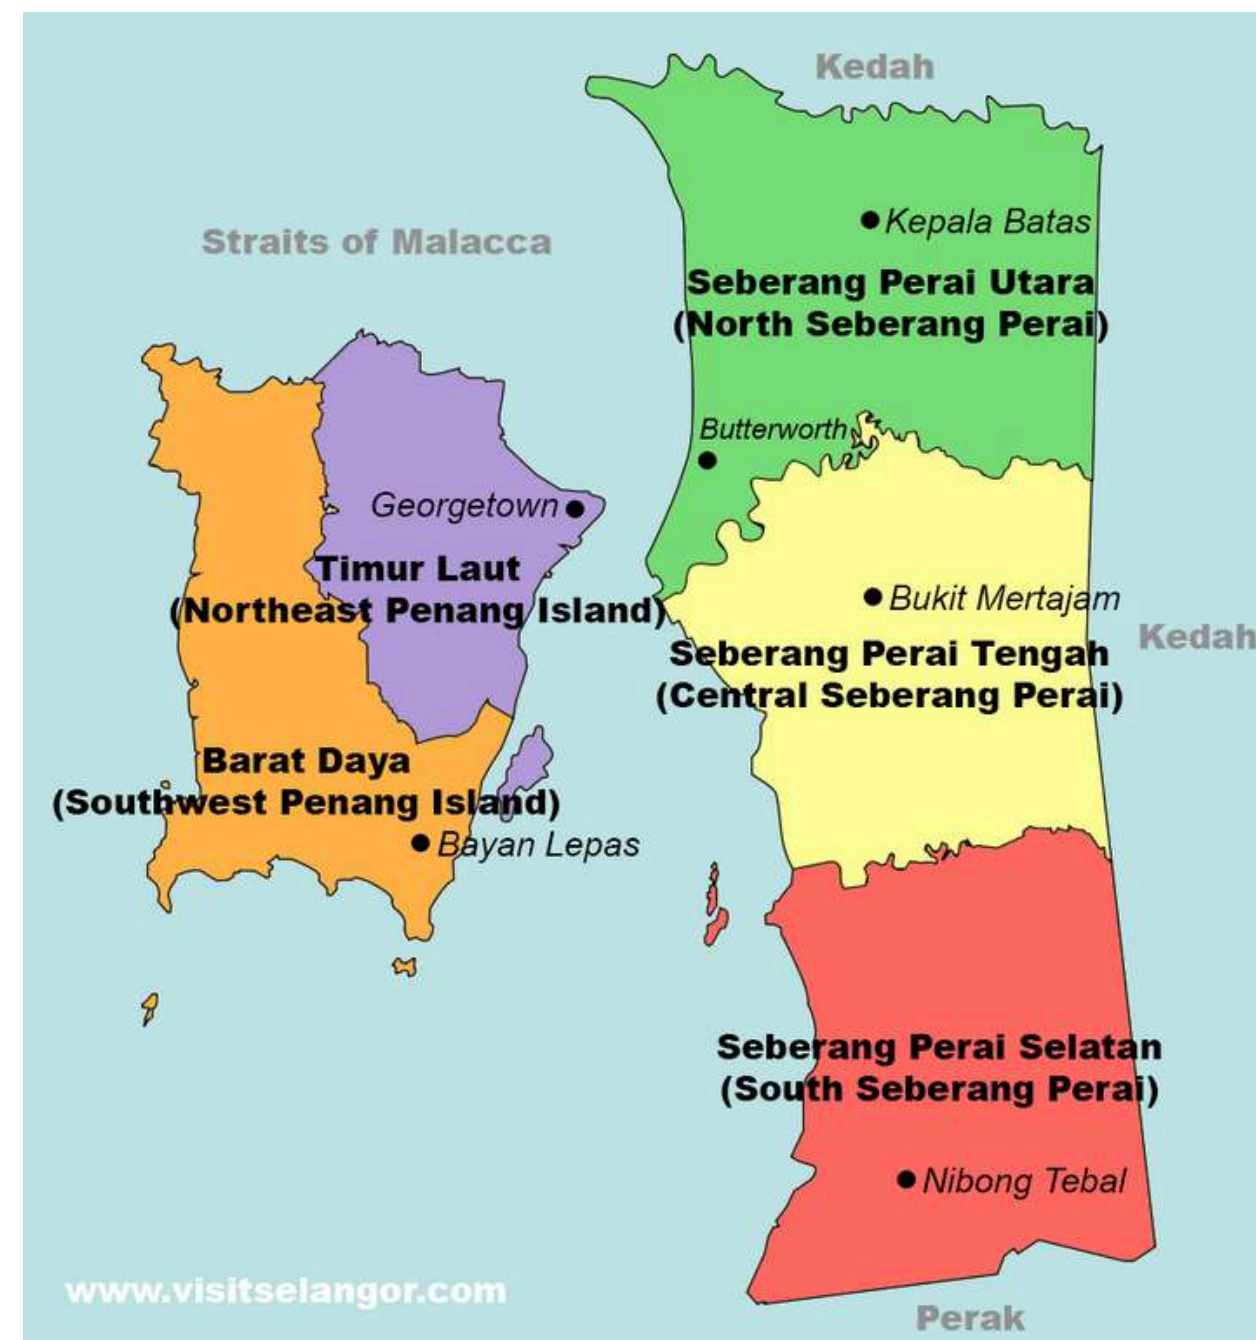 Kedah
Kepala Batas
Straits of Malacca
Seberang Perai Utara
(North Seberang Perai)
Butterworth
Georgetown
Timur Laut
(Northeast Penang Island)
Bukit Mertajam
Kedah
Seberang Perai Tengah
(Central Seberang Perai)
Barat Daya
(Southwest Penang Island)
Bayan Lepas
Seberang Perai Selatan
(South Seberang Perai)
Nibong Tebal
www.visitselangor.com
Perak